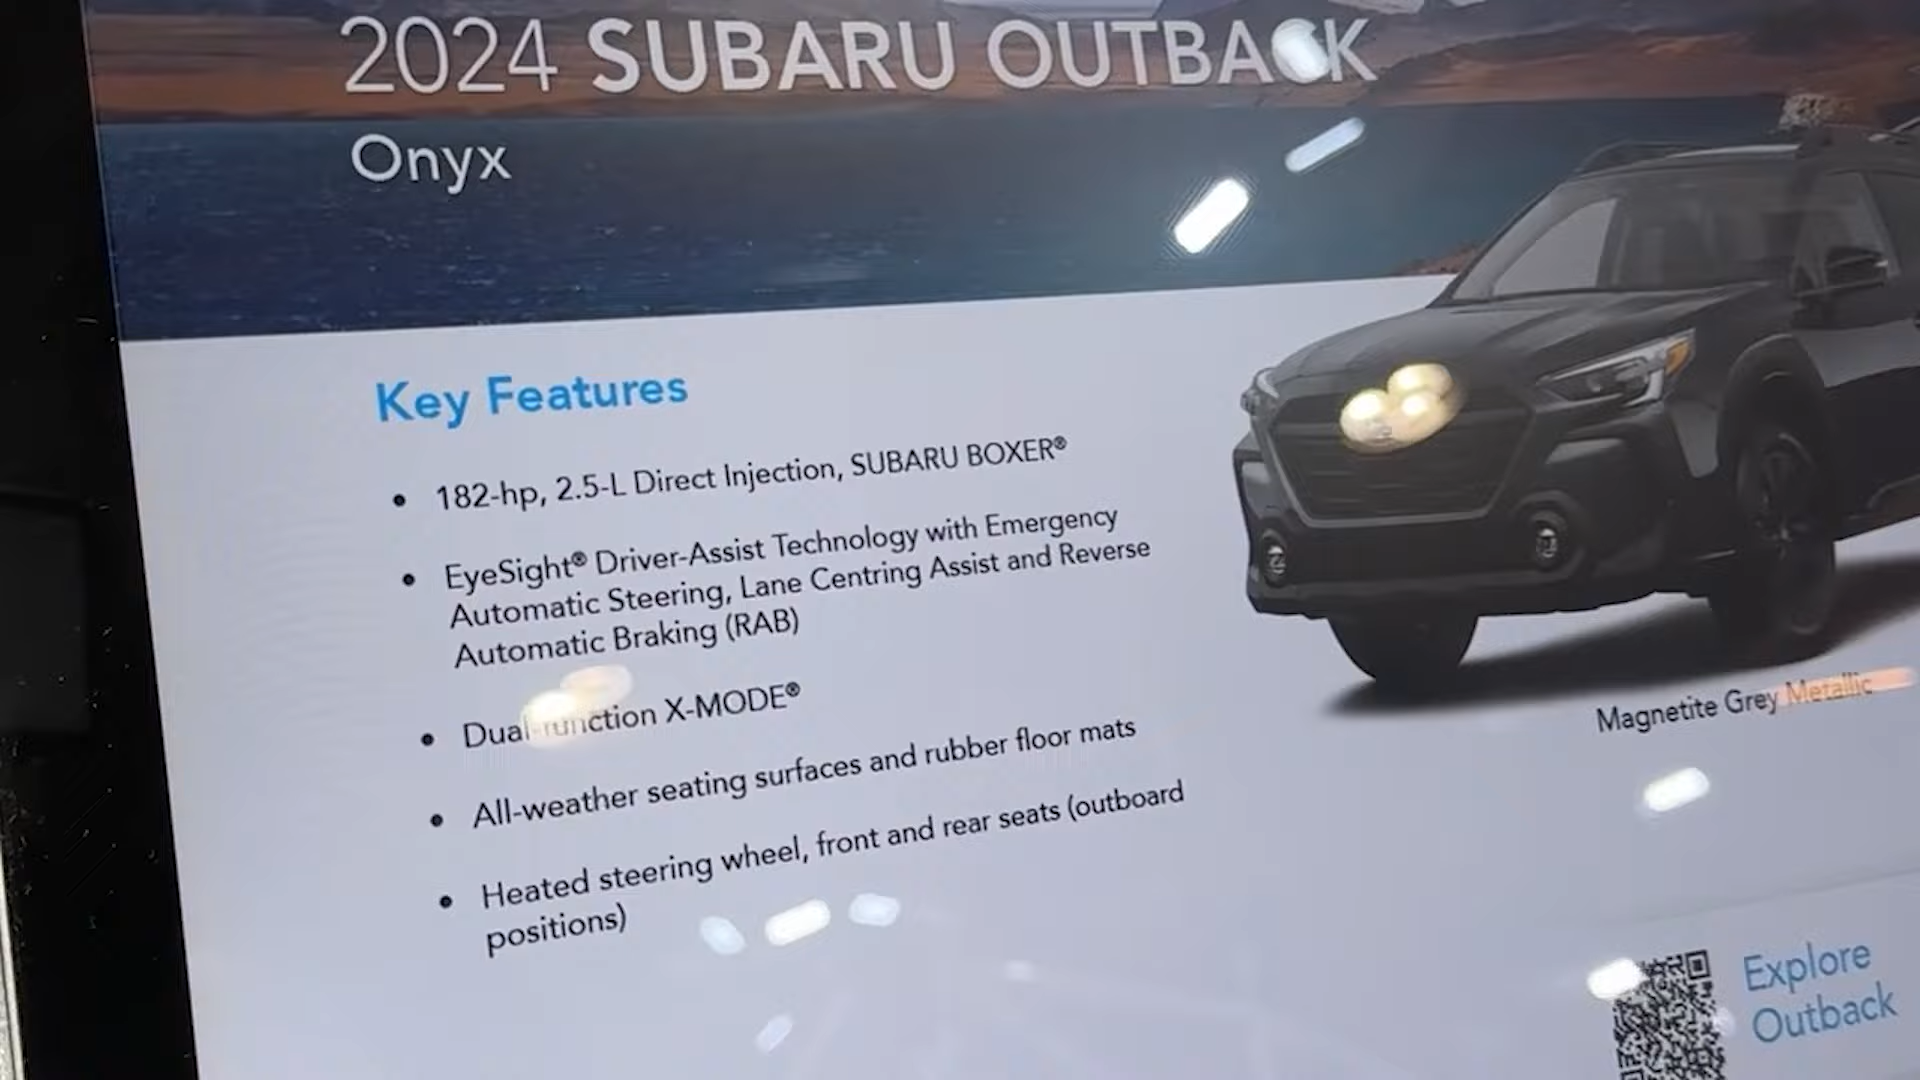 2024 SUBARU OUTBACK
Onyx
Key Features
• 182-hp, 2.5-L Direct Injection, SUBARU BOXER®
• EyeSight® Driver-Assist Technology with Emergency
Automatic Steering, Lane Centring Assist and Reverse
Automatic Braking (RAB)
• Dual-function X-MODE®
• All-weather seating surfaces and rubber floor mats
• Heated steering wheel, front and rear seats (outboard
positions)
Magnetite Grey Metallic
Explore
Outback